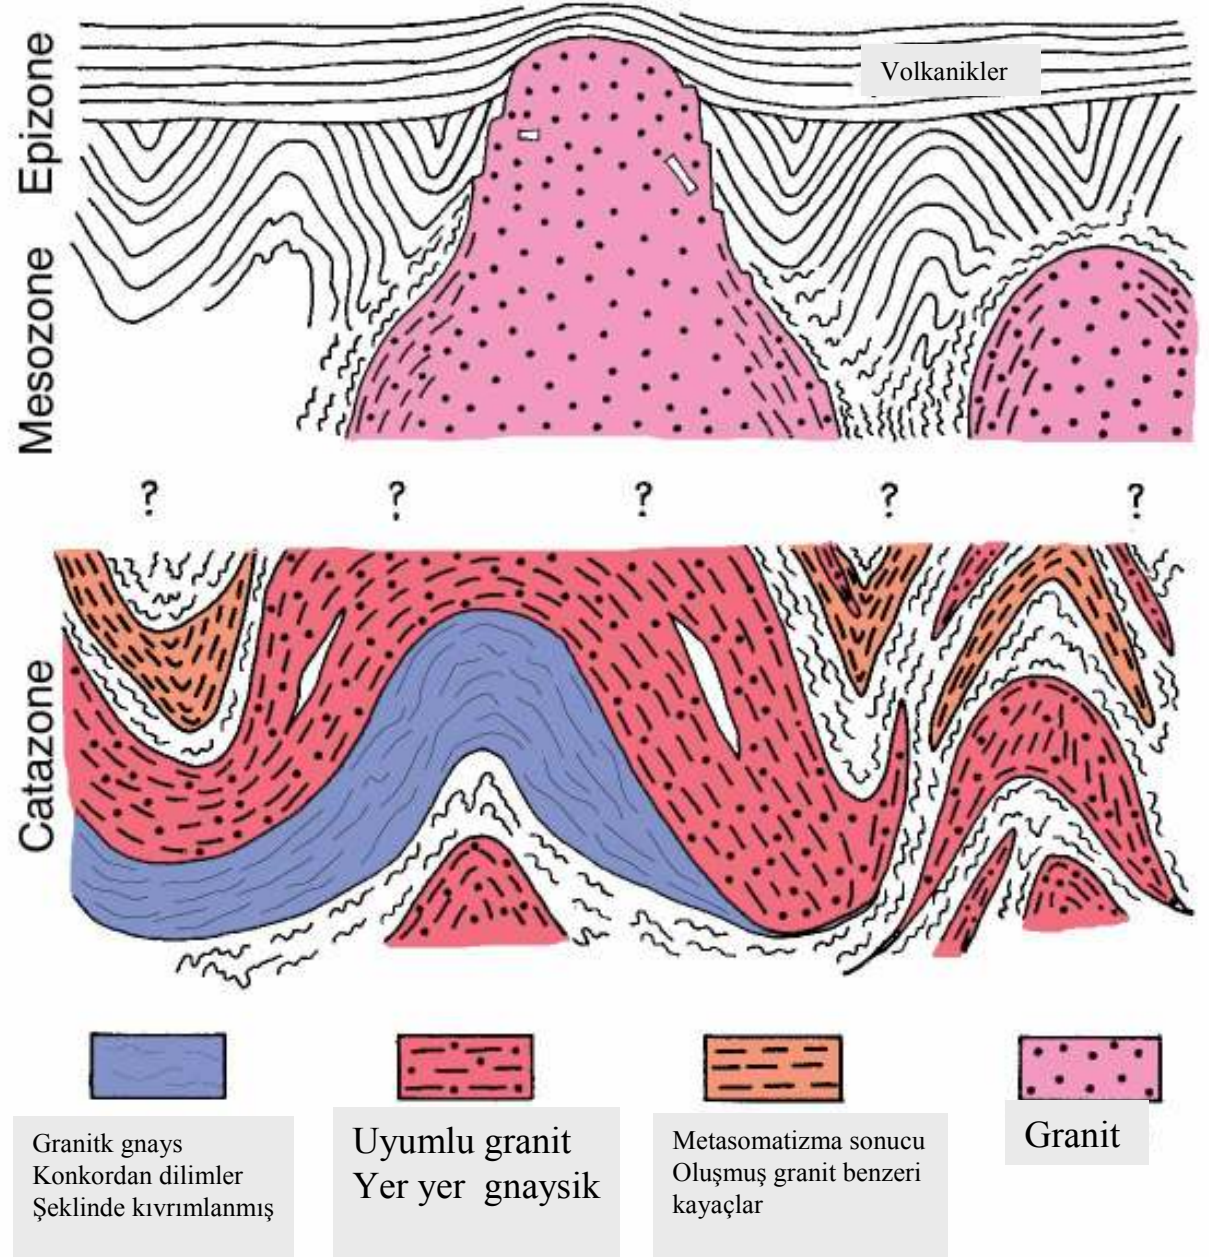 Epizone
Volkanikler
Mesozone
? ? ? ? ?
Catazone
Granitk gnays
Konkordan dilimler
Şeklinde kıvrımlanmış
Uyumlu granit
Yer yer gnaysik
Metasomatizma sonucu
Oluşmuş granit benzeri
kayaçlar
Granit